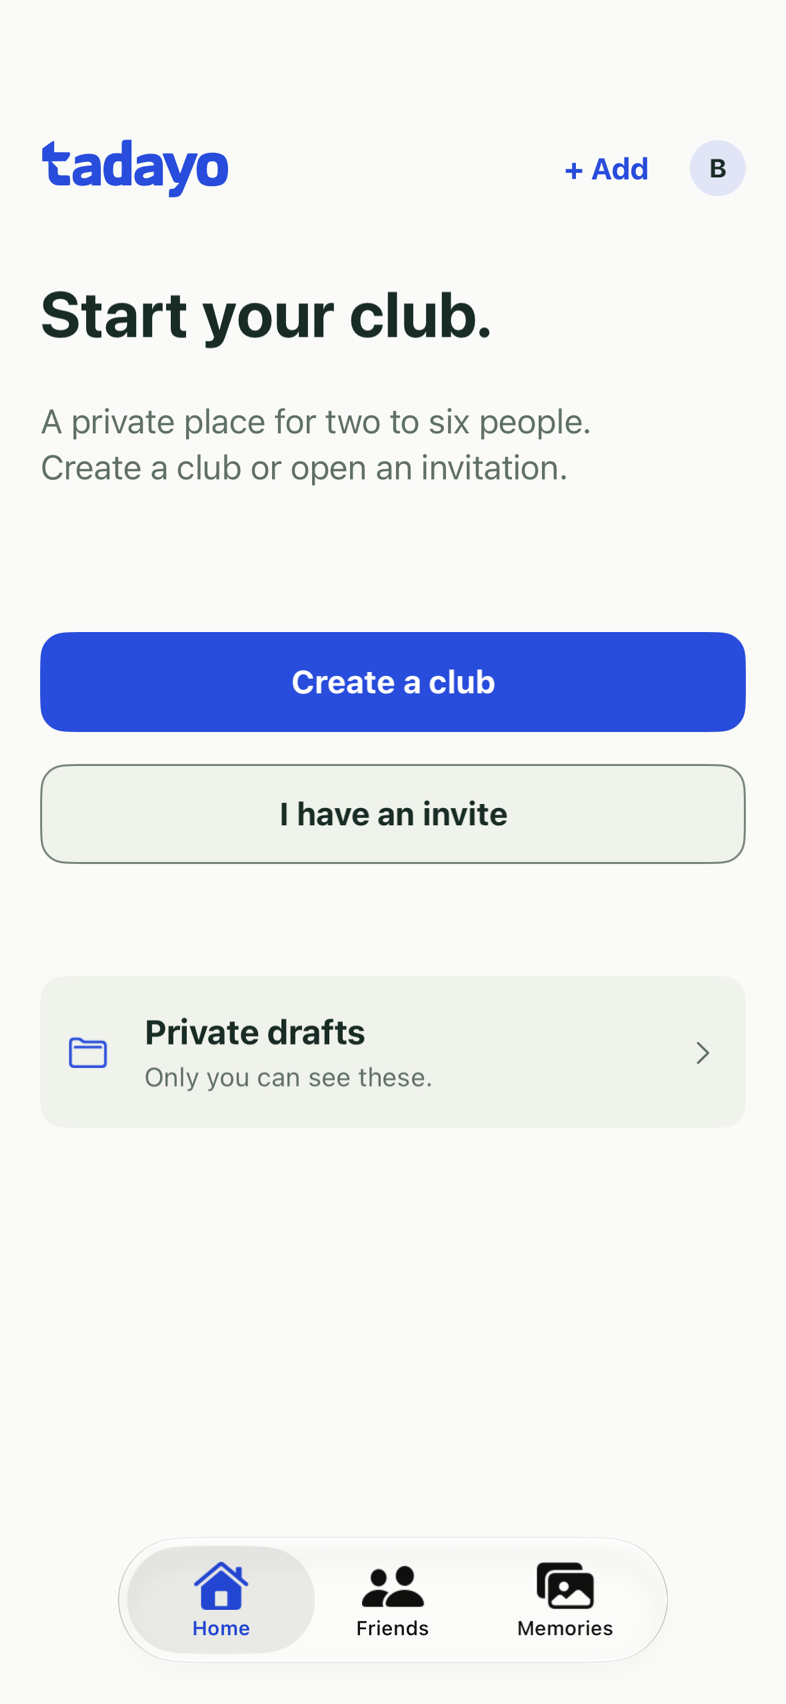 tadayo
+ Add
B
Start your club.
A private place for two to six people.
Create a club or open an invitation.
Create a club
I have an invite
Private drafts
Only you can see these.
Home
Friends
Memories